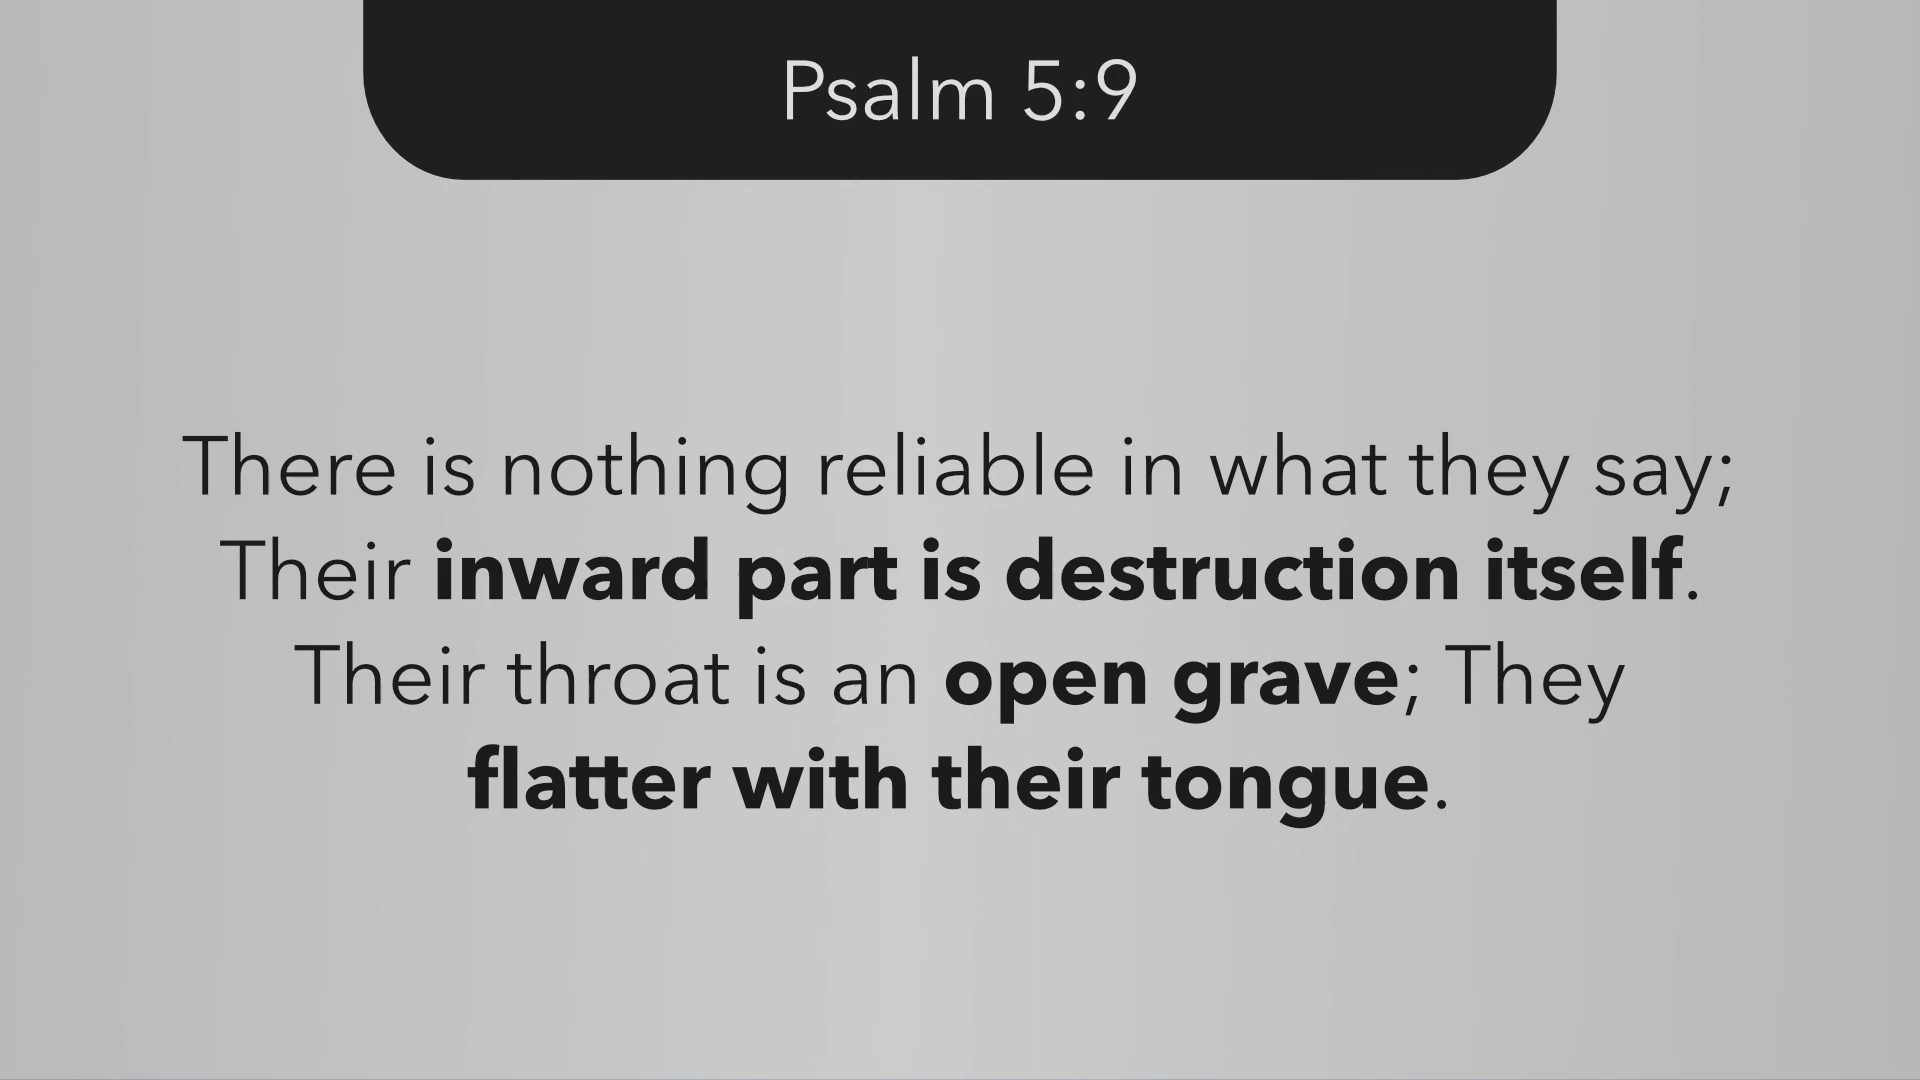 Psalm 5:9
There is nothing reliable in what they say;
Their inward part is destruction itself.
Their throat is an open grave; They
flatter with their tongue.